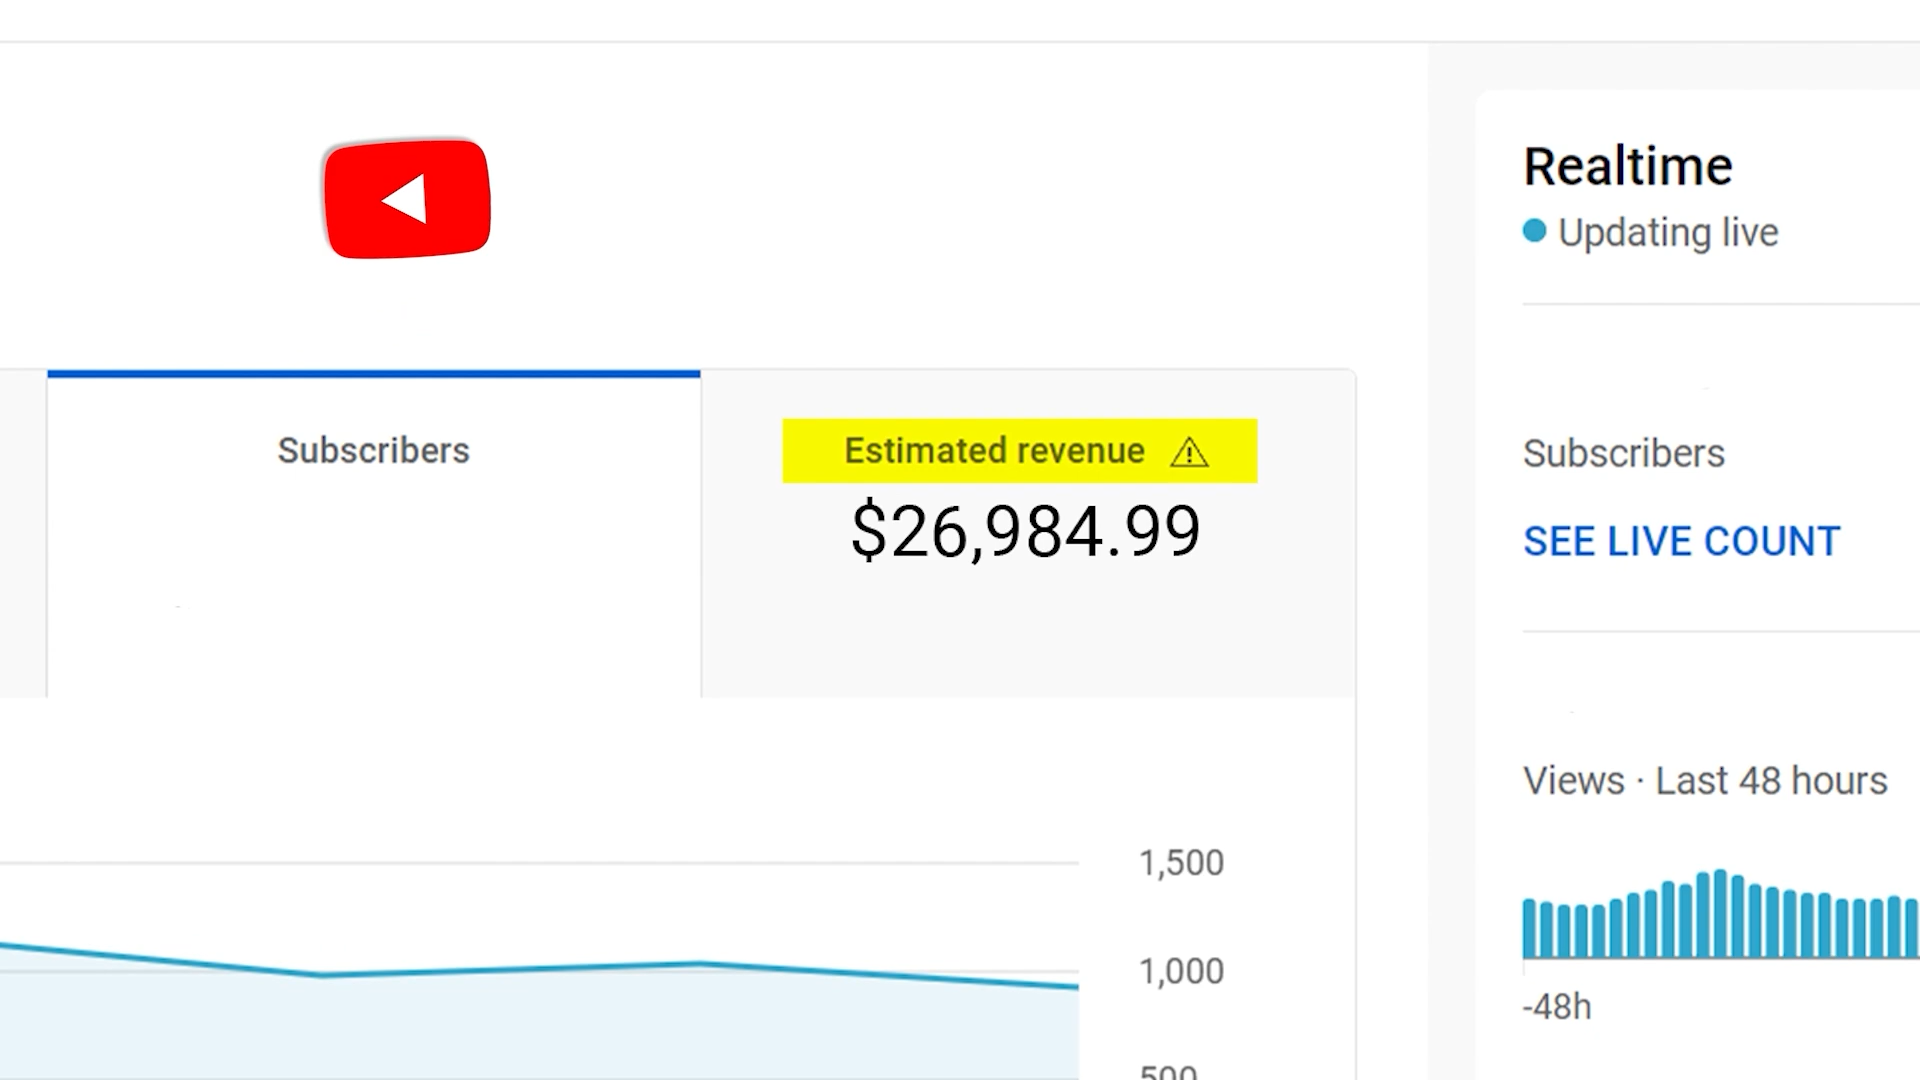 Subscribers
Estimated revenue
$26,984.99
1,500
1,000
500
Realtime
Updating live
Subscribers
SEE LIVE COUNT
Views · Last 48 hours
-48h